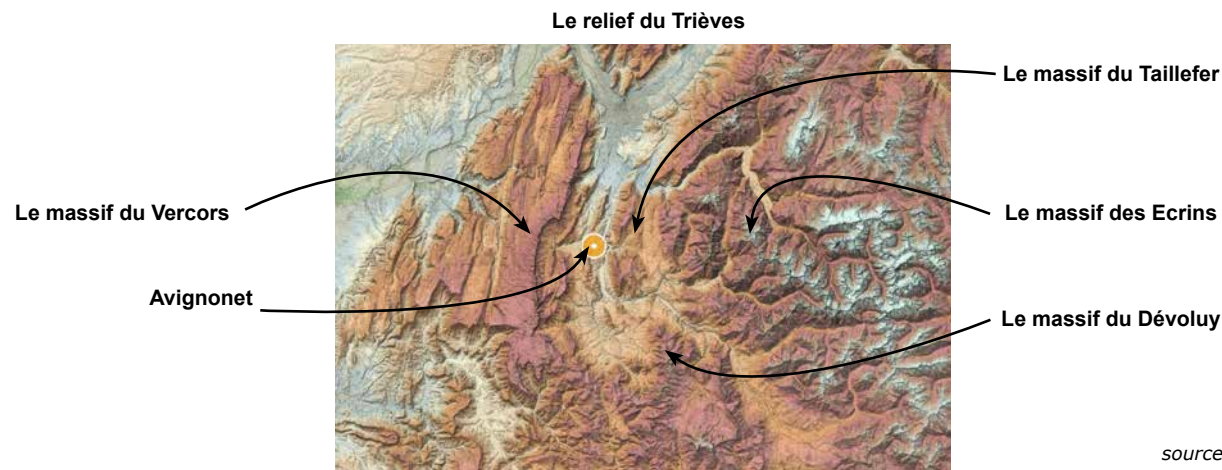 Le relief du Trièves
Le massif du Taillefer
Le massif du Vercors
Le massif des Ecrins
Avignonet
Le massif du Dévoluy
source